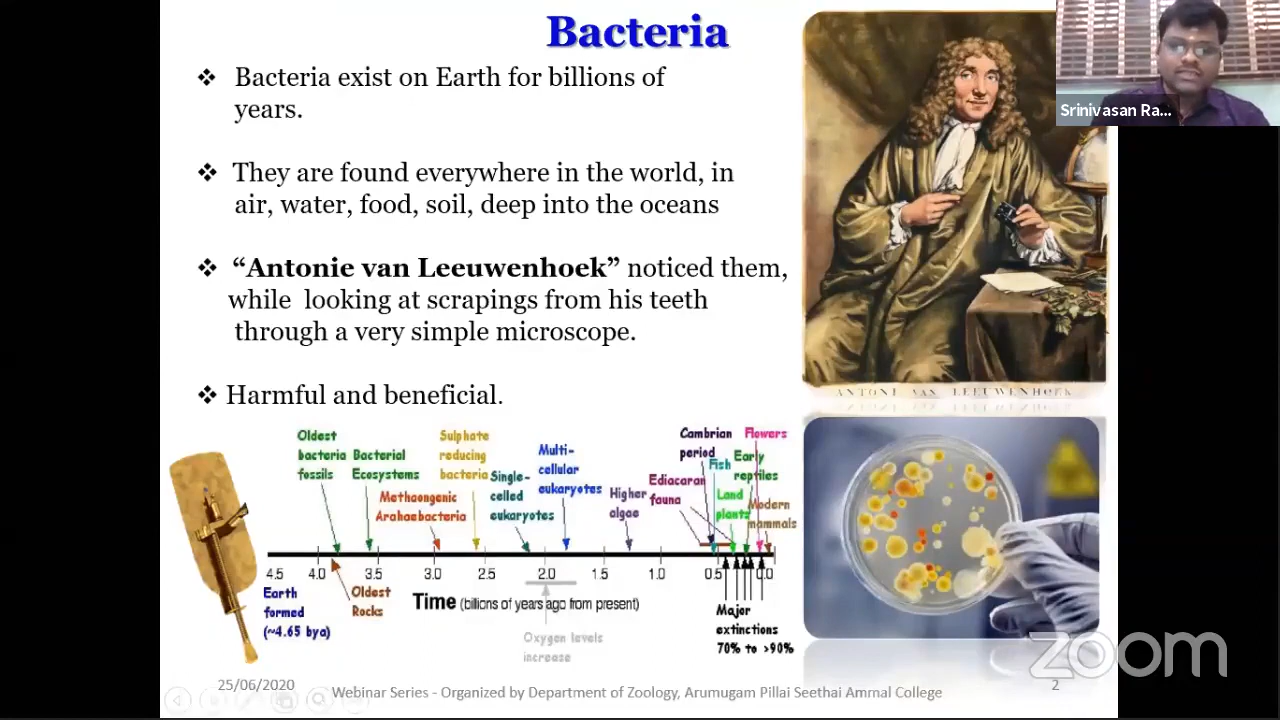 Bacteria
❖ Bacteria exist on Earth for billions of
years.
❖ They are found everywhere in the world, in
air, water, food, soil, deep into the oceans
❖ “Antonie van Leeuwenhoek” noticed them,
while looking at scrapings from his teeth
through a very simple microscope.
❖ Harmful and beneficial.
Srinivasan Ra...
ANTONI VAN LEEUWENHOEK
Oldest
bacteria
fossils
Bacterial
Ecosystems
Methaongenic
Arahaebacteria
Sulphate
reducing
bacteria
Single-
celled
eukaryotes
Multi-
cellular
eukaryotes
Higher
algae
Ediacaran
fauna
Cambrian
period
Fish
Land
plants
Early
reptiles
Flowers
Modern
mammals
4.5 4.0 3.5 3.0 2.5 2.0 1.5 1.0 0.5 0.0
Earth
formed
(~4.65 bya)
Oldest
Rocks
Time (billions of years ago from present)
Oxygen levels
increase
Major
extinctions
70% to >90%
zoom
25/06/2020
Webinar Series - Organized by Department of Zoology, Arumugam Pillai Seethai Ammal College
2